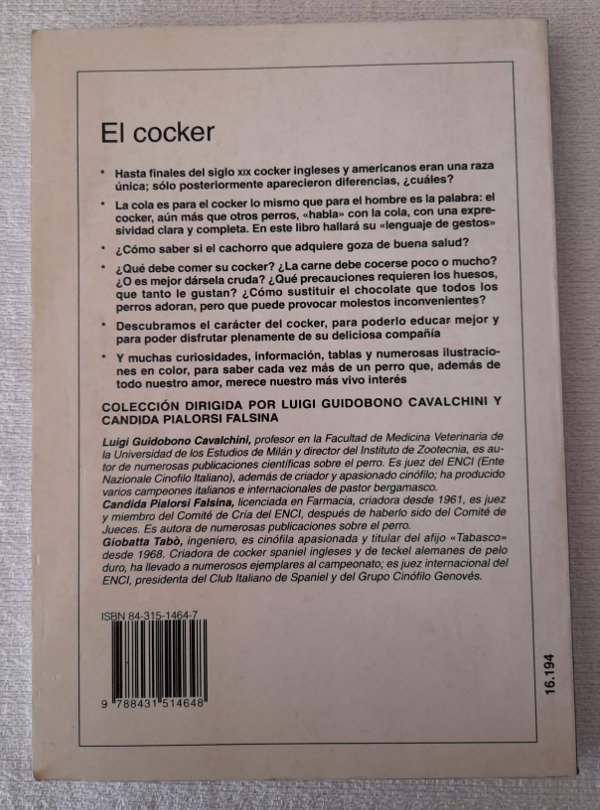 El cocker
* Hasta finales del siglo XIX cocker ingleses y americanos eran una raza
única; sólo posteriormente aparecieron diferencias, ¿cuáles?
* La cola es para el cocker lo mismo que para el hombre es la palabra: el
cocker, aún más que otros perros, «habla» con la cola, con una expre-
sividad clara y completa. En este libro hallará su «lenguaje de gestos»
* ¿Cómo saber si el cachorro que adquiere goza de buena salud?
* ¿Qué debe comer su cocker? ¿La carne debe cocerse poco o mucho?
¿O es mejor dársela cruda? ¿Qué precauciones requieren los huesos,
que tanto le gustan? ¿Cómo sustituir el chocolate que todos los
perros adoran, pero que puede provocar molestos inconvenientes?
* Descubramos el carácter del cocker, para poderlo educar mejor y
para poder disfrutar plenamente de su deliciosa compañía
* Y muchas curiosidades, información, tablas y numerosas ilustracio-
nes en color, para saber cada vez más de un perro que, además de
todo nuestro amor, merece nuestro más vivo interés
COLECCIÓN DIRIGIDA POR LUIGI GUIDOBONO CAVALCHINI Y
CANDIDA PIALORSI FALSINA
Luigi Guidobono Cavalchini, profesor en la Facultad de Medicina Veterinaria de
la Universidad de los Estudios de Milán y director del Instituto de Zootecnia, es au-
tor de numerosas publicaciones científicas sobre el perro. Es juez del ENCI (Ente
Nazionale Cinofilo Italiano), además de criador y apasionado cinófilo; ha producido
varios campeones italianos e internacionales de pastor bergamasco.
Candida Pialorsi Falsina, licenciada en Farmacia, criadora desde 1961, es juez
y miembro del Comité de Cría del ENCI, después de haberlo sido del Comité de
Jueces. Es autora de numerosas publicaciones sobre el perro.
Giobatta Tabò, ingeniero, es cinófila apasionada y titular del afijo «Tabasco»
desde 1968. Criadora de cocker spaniel ingleses y de teckel alemanes de pelo
duro, ha llevado a numerosos ejemplares al campeonato; es juez internacional del
ENCI, presidenta del Club Italiano de Spaniel y del Grupo Cinófilo Genovés.
ISBN 84-315-1464-7
9 788431 514648
16.194